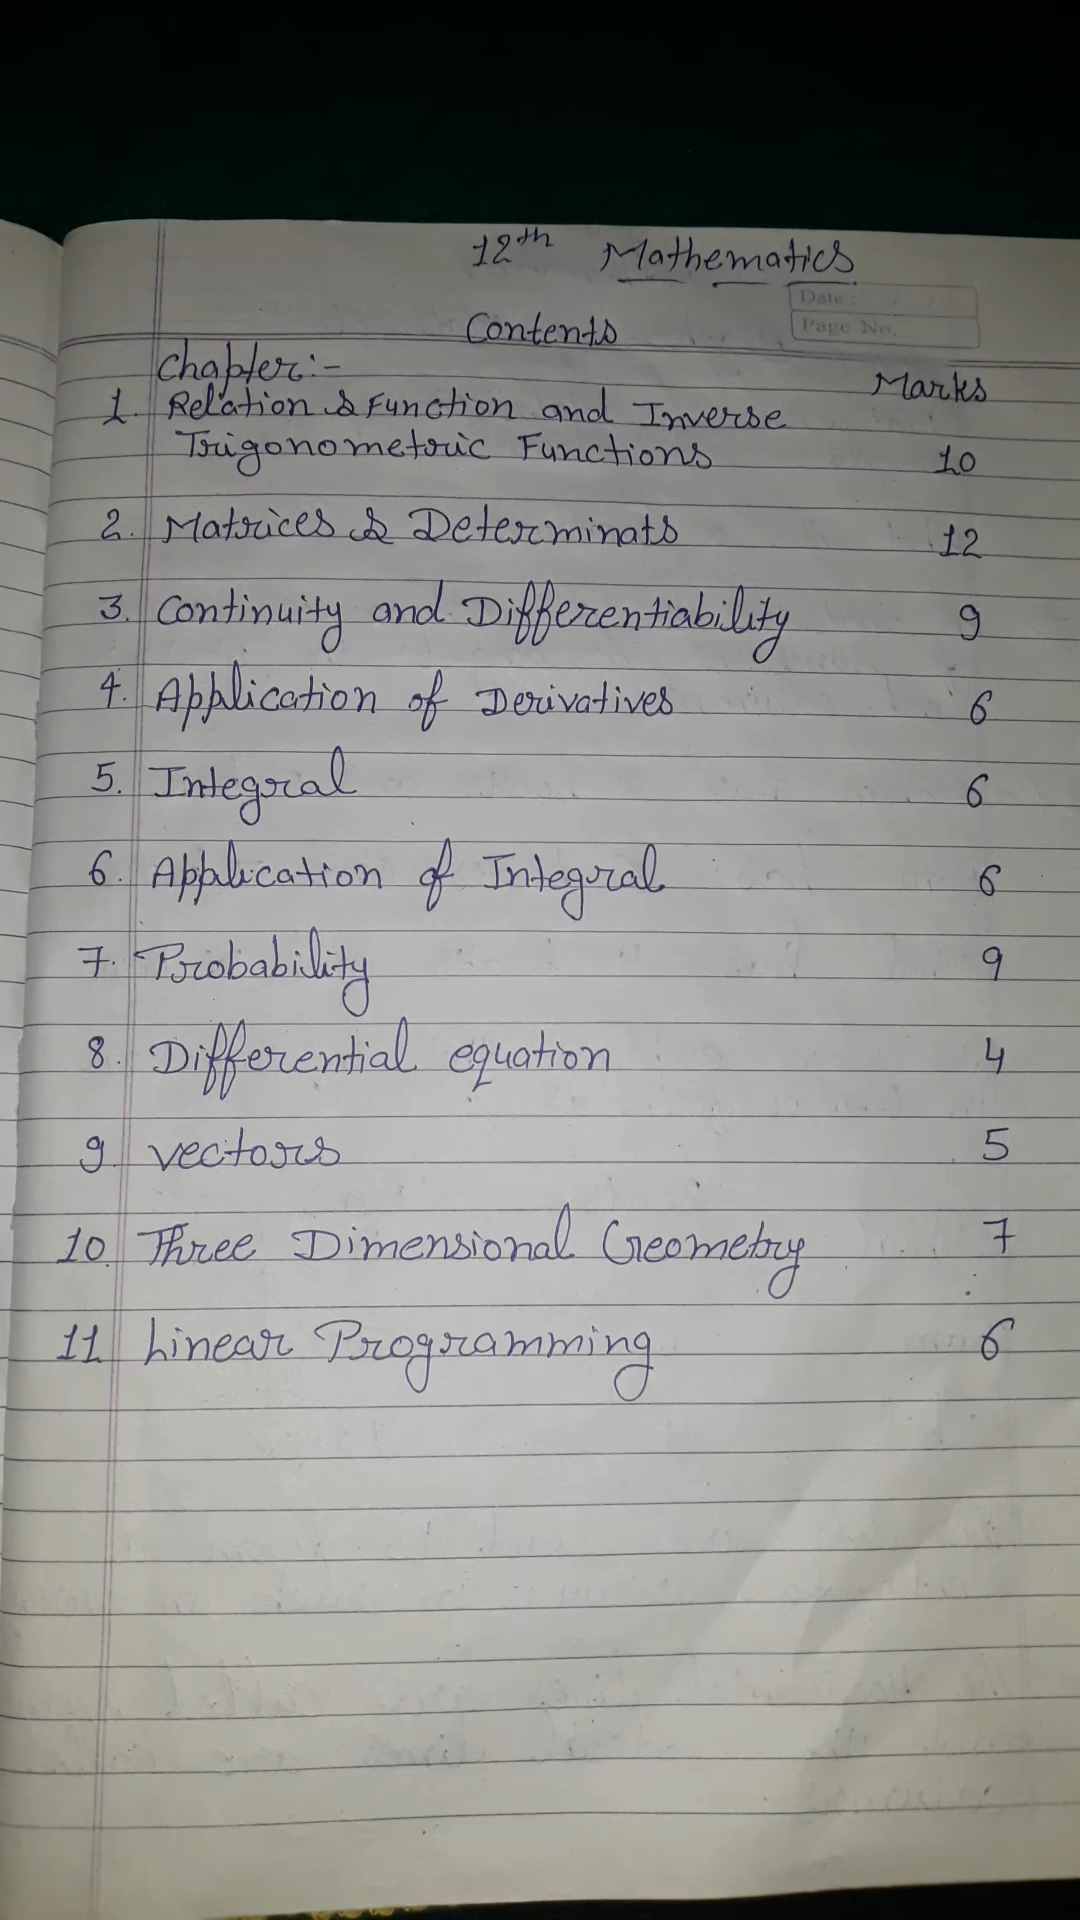 12th Mathematics
Date :
Page No.
Contents
Chapter:-
Marks
1. Relation & Function and Inverse
Trigonometric Functions 10
2. Matrices & Determinats 12
3. Continuity and Differentiability 9
4. Application of Derivatives 6
5. Integral 6
6. Application of Integral 6
7. Probability 9
8. Differential equation 4
9. vectors 5
10. Three Dimensional Geometry 7
11 Linear Programming 6